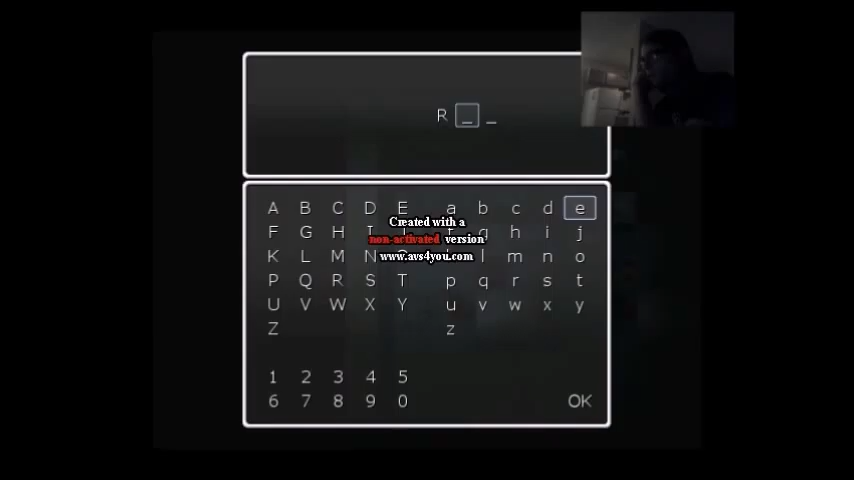 R _ _
A B C D E a b c d e
Created with a
F G H I J f g h i j
non-activated version
K L M N O k l m n o
www.avs4you.com
P Q R S T p q r s t
U V W X Y u v w x y
Z z
1 2 3 4 5
6 7 8 9 0 OK